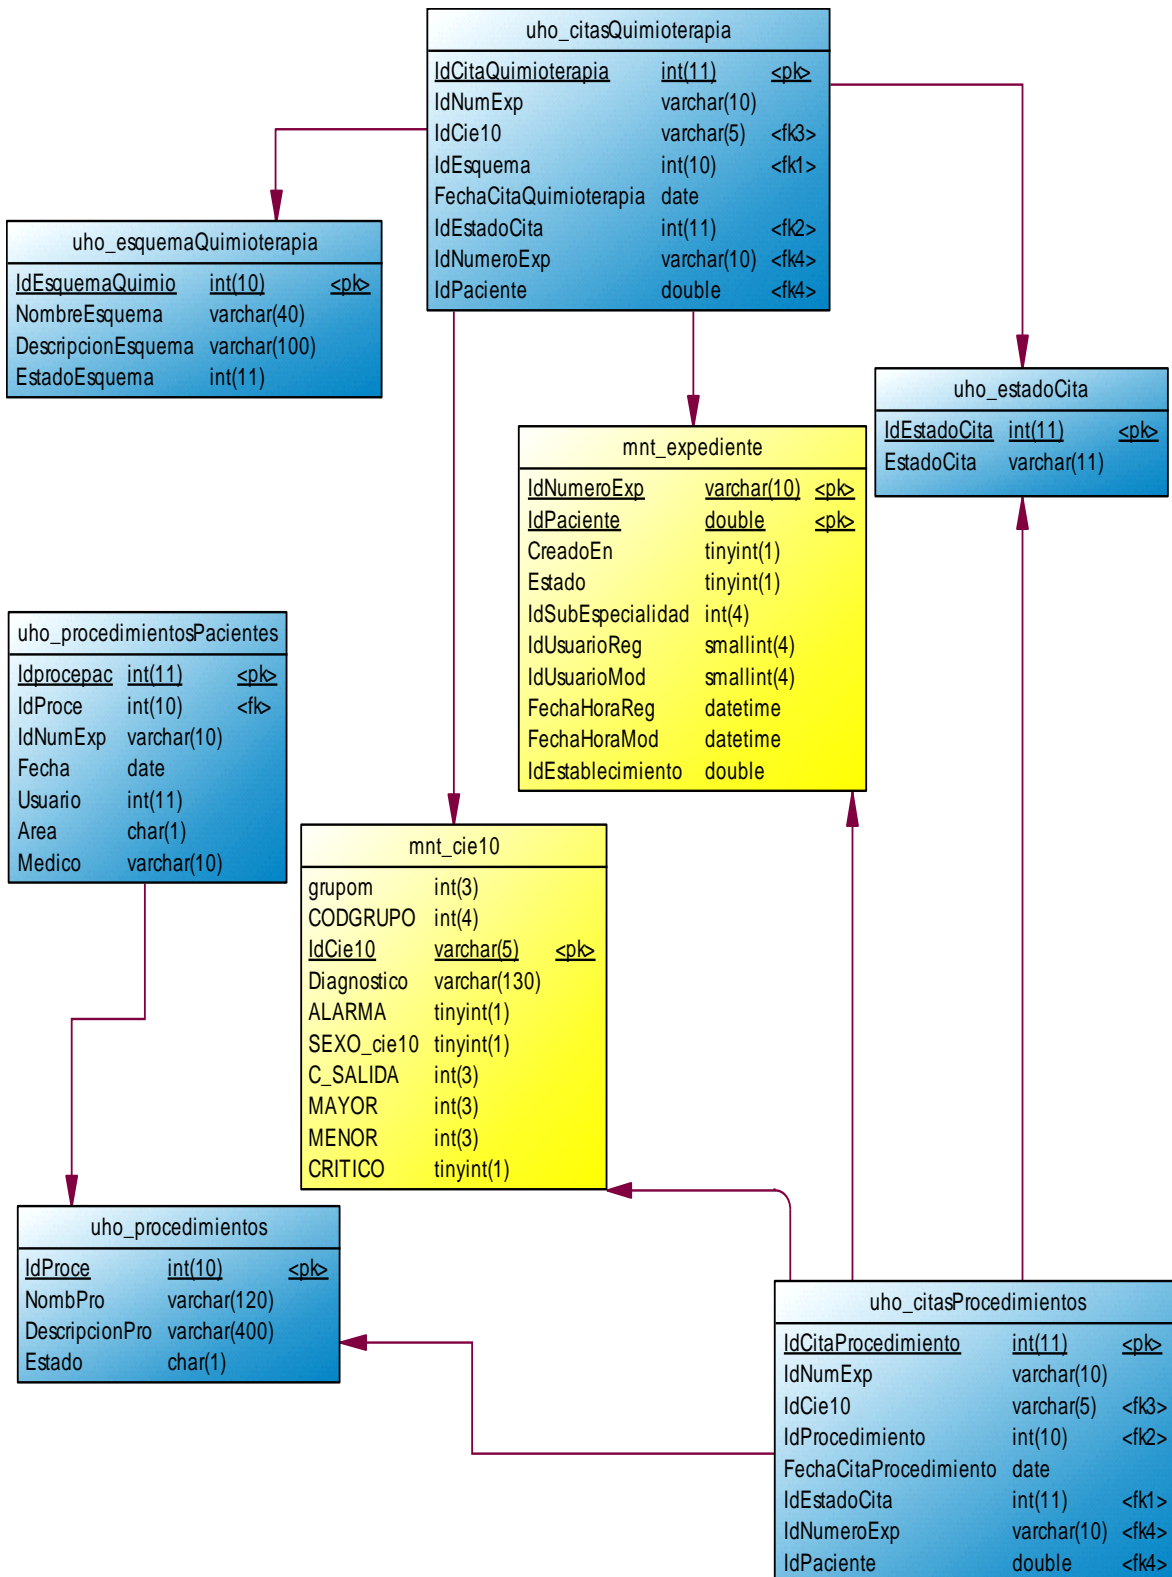 uho_citasQuimioterapia
IdCitaQuimioterapia int(11) <pk>
IdNumExp varchar(10)
IdCie10 varchar(5) <fk3>
IdEsquema int(10) <fk1>
FechaCitaQuimioterapia date
IdEstadoCita int(11) <fk2>
IdNumeroExp varchar(10) <fk4>
IdPaciente double <fk4>
uho_esquemaQuimioterapia
IdEsquemaQuimio int(10) <pk>
NombreEsquema varchar(40)
DescripcionEsquema varchar(100)
EstadoEsquema int(11)
uho_estadoCita
IdEstadoCita int(11) <pk>
EstadoCita varchar(11)
mnt_expediente
IdNumeroExp varchar(10) <pk>
IdPaciente double <pk>
CreadoEn tinyint(1)
Estado tinyint(1)
IdSubEspecialidad int(4)
IdUsuarioReg smallint(4)
IdUsuarioMod smallint(4)
FechaHoraReg datetime
FechaHoraMod datetime
IdEstablecimiento double
uho_procedimientosPacientes
Idprocepac int(11) <pk>
IdProce int(10) <fk>
IdNumExp varchar(10)
Fecha date
Usuario int(11)
Area char(1)
Medico varchar(10)
mnt_cie10
grupom int(3)
CODGRUPO int(4)
IdCie10 varchar(5) <pk>
Diagnostico varchar(130)
ALARMA tinyint(1)
SEXO_cie10 tinyint(1)
C_SALIDA int(3)
MAYOR int(3)
MENOR int(3)
CRITICO tinyint(1)
uho_procedimientos
IdProce int(10) <pk>
NombPro varchar(120)
DescripcionPro varchar(400)
Estado char(1)
uho_citasProcedimientos
IdCitaProcedimiento int(11) <pk>
IdNumExp varchar(10)
IdCie10 varchar(5) <fk3>
IdProcedimiento int(10) <fk2>
FechaCitaProcedimiento date
IdEstadoCita int(11) <fk1>
IdNumeroExp varchar(10) <fk4>
IdPaciente double <fk4>